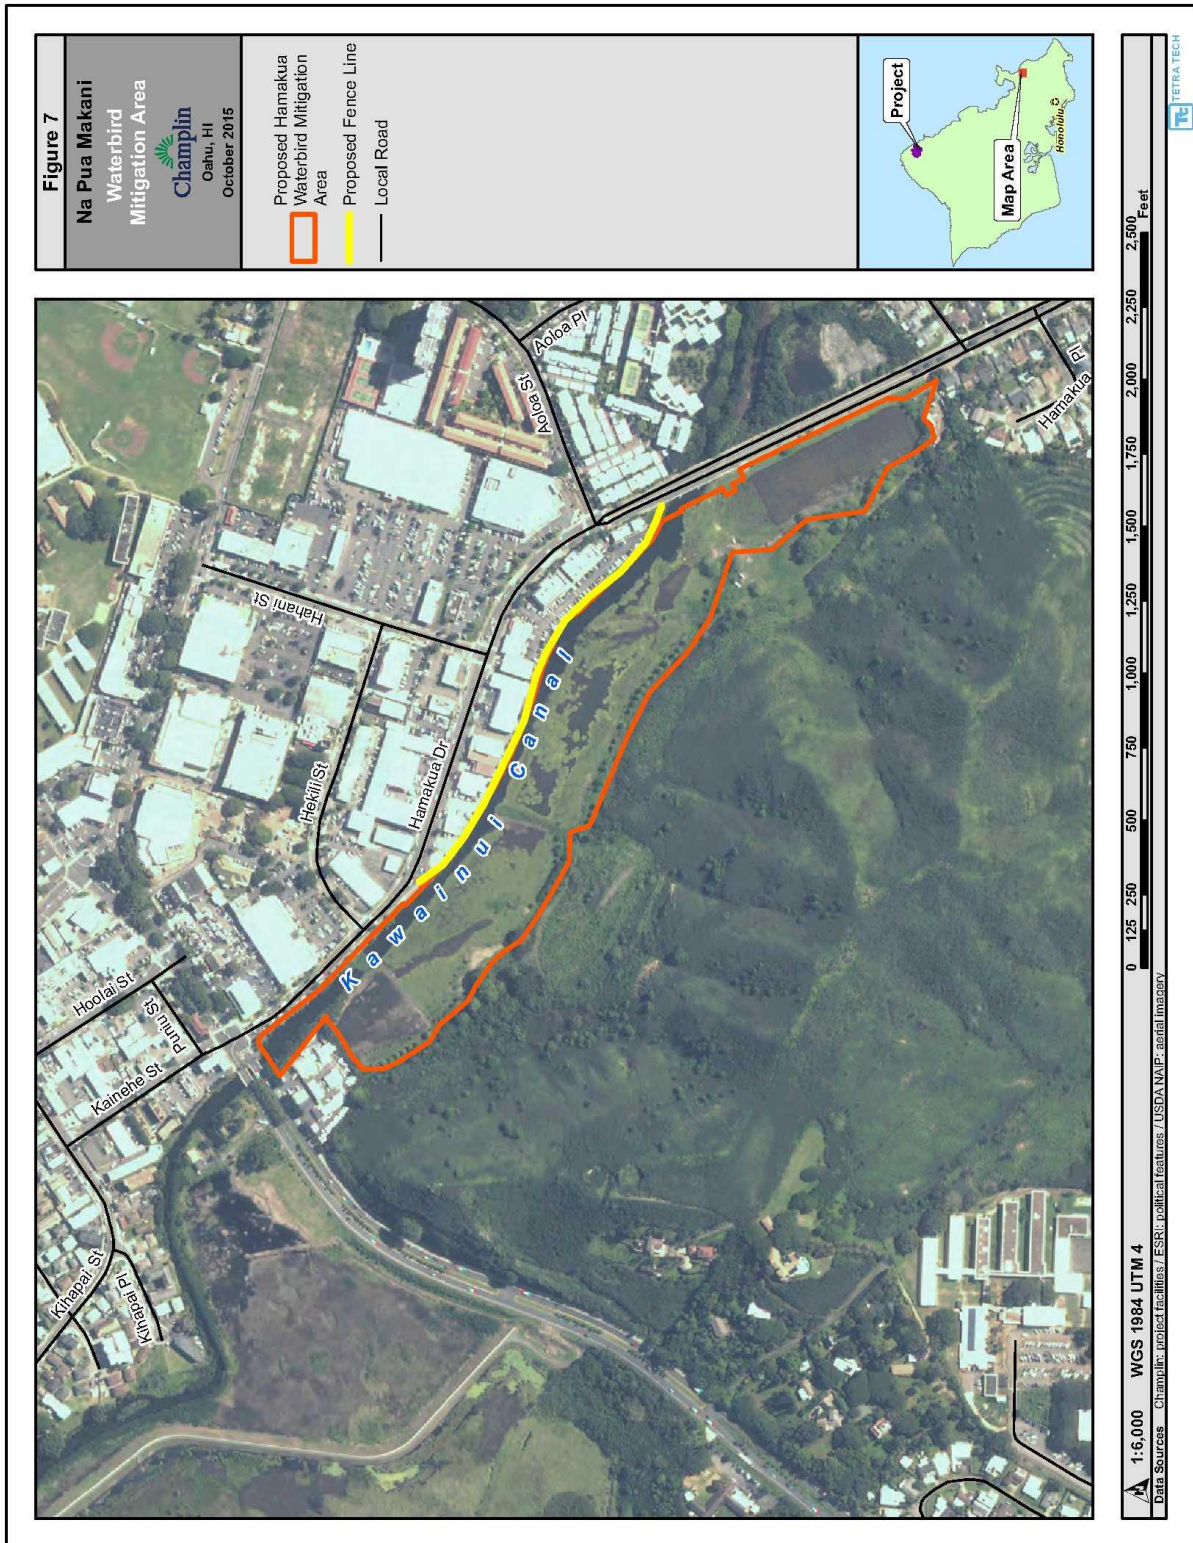 Figure 7
Na Pua Makani
Waterbird
Mitigation Area
Champlin
Oahu, HI
October 2015
Proposed Hamakua
Waterbird Mitigation
Area
Proposed Fence Line
Local Road
Project
Map Area
Honolulu
Kihapai St
Kihapai Pl
Kainehe St
Hoolai St
Puniu St
Hekili St
Hahani St
Hamakua Dr
Aoloa St
Aoloa Pl
Hamakua Pl
Kawainui Canal
1:6,000 WGS 1984 UTM 4
0 125 250 500 750 1,000 1,250 1,500 1,750 2,000 2,250 2,500
Feet
Data Sources Champlin: project facilities / ESRI: political features / USDA NAIP: aerial imagery
N
Tt TETRA TECH